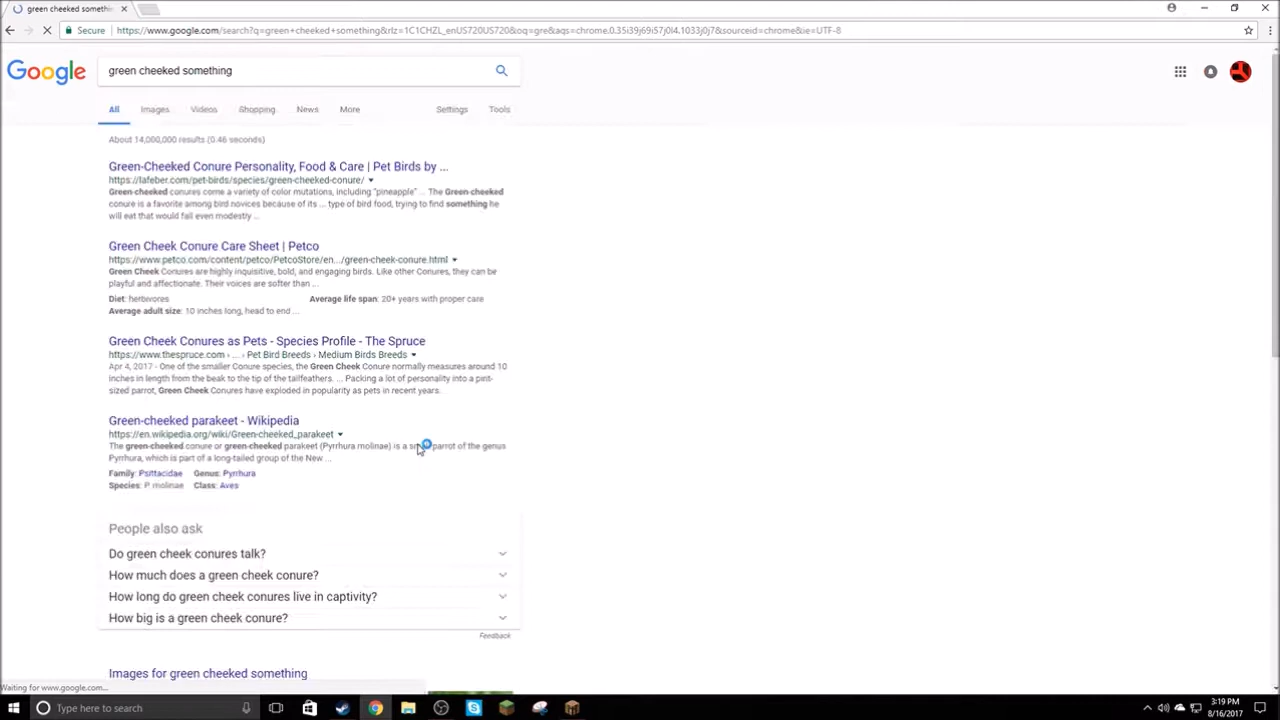 green cheeked something
Secure https://www.google.com/search?q=green+cheeked+something&rlz=1C1CHZL_enUS720US720&oq=gre&aqs=chrome.0.35i39j69i57j0l4.1033j0j7&sourceid=chrome&ie=UTF-8
Google green cheeked something
All Images Videos Shopping News More Settings Tools
About 14,000,000 results (0.46 seconds)
Green-Cheeked Conure Personality, Food & Care | Pet Birds by ...
https://lafeber.com/pet-birds/species/green-cheeked-conure/
Green-cheeked conures come a variety of color mutations, including "pineapple" ... The Green-cheeked
conure is a favorite among bird novices because of its ... type of bird food, trying to find something he
will eat that would fall even modestly ...
Green Cheek Conure Care Sheet | Petco
https://www.petco.com/content/petco/PetcoStore/en.../green-cheek-conure.html
Green Cheek Conures are highly inquisitive, bold, and engaging birds. Like other Conures, they can be
playful and affectionate. Their voices are softer than ...
Diet: herbivores Average life span: 20+ years with proper care
Average adult size: 10 inches long, head to end ...
Green Cheek Conures as Pets - Species Profile - The Spruce
https://www.thespruce.com › ... › Pet Bird Breeds › Medium Birds Breeds
Apr 4, 2017 - One of the smaller Conure species, the Green Cheek Conure normally measures around 10
inches in length from the beak to the tip of the tailfeathers. ... Packing a lot of personality into a pint-
sized parrot, Green Cheek Conures have exploded in popularity as pets in recent years.
Green-cheeked parakeet - Wikipedia
https://en.wikipedia.org/wiki/Green-cheeked_parakeet
The green-cheeked conure or green-cheeked parakeet (Pyrrhura molinae) is a parrot of the genus
Pyrrhura, which is part of a long-tailed group of the New ...
Family: Psittacidae Genus: Pyrrhura
Species: P. molinae Class: Aves
People also ask
Do green cheek conures talk?
How much does a green cheek conure?
How long do green cheek conures live in captivity?
How big is a green cheek conure?
Feedback
Images for green cheeked something
Waiting for www.google.com...
Type here to search
3:19 PM
8/16/2017